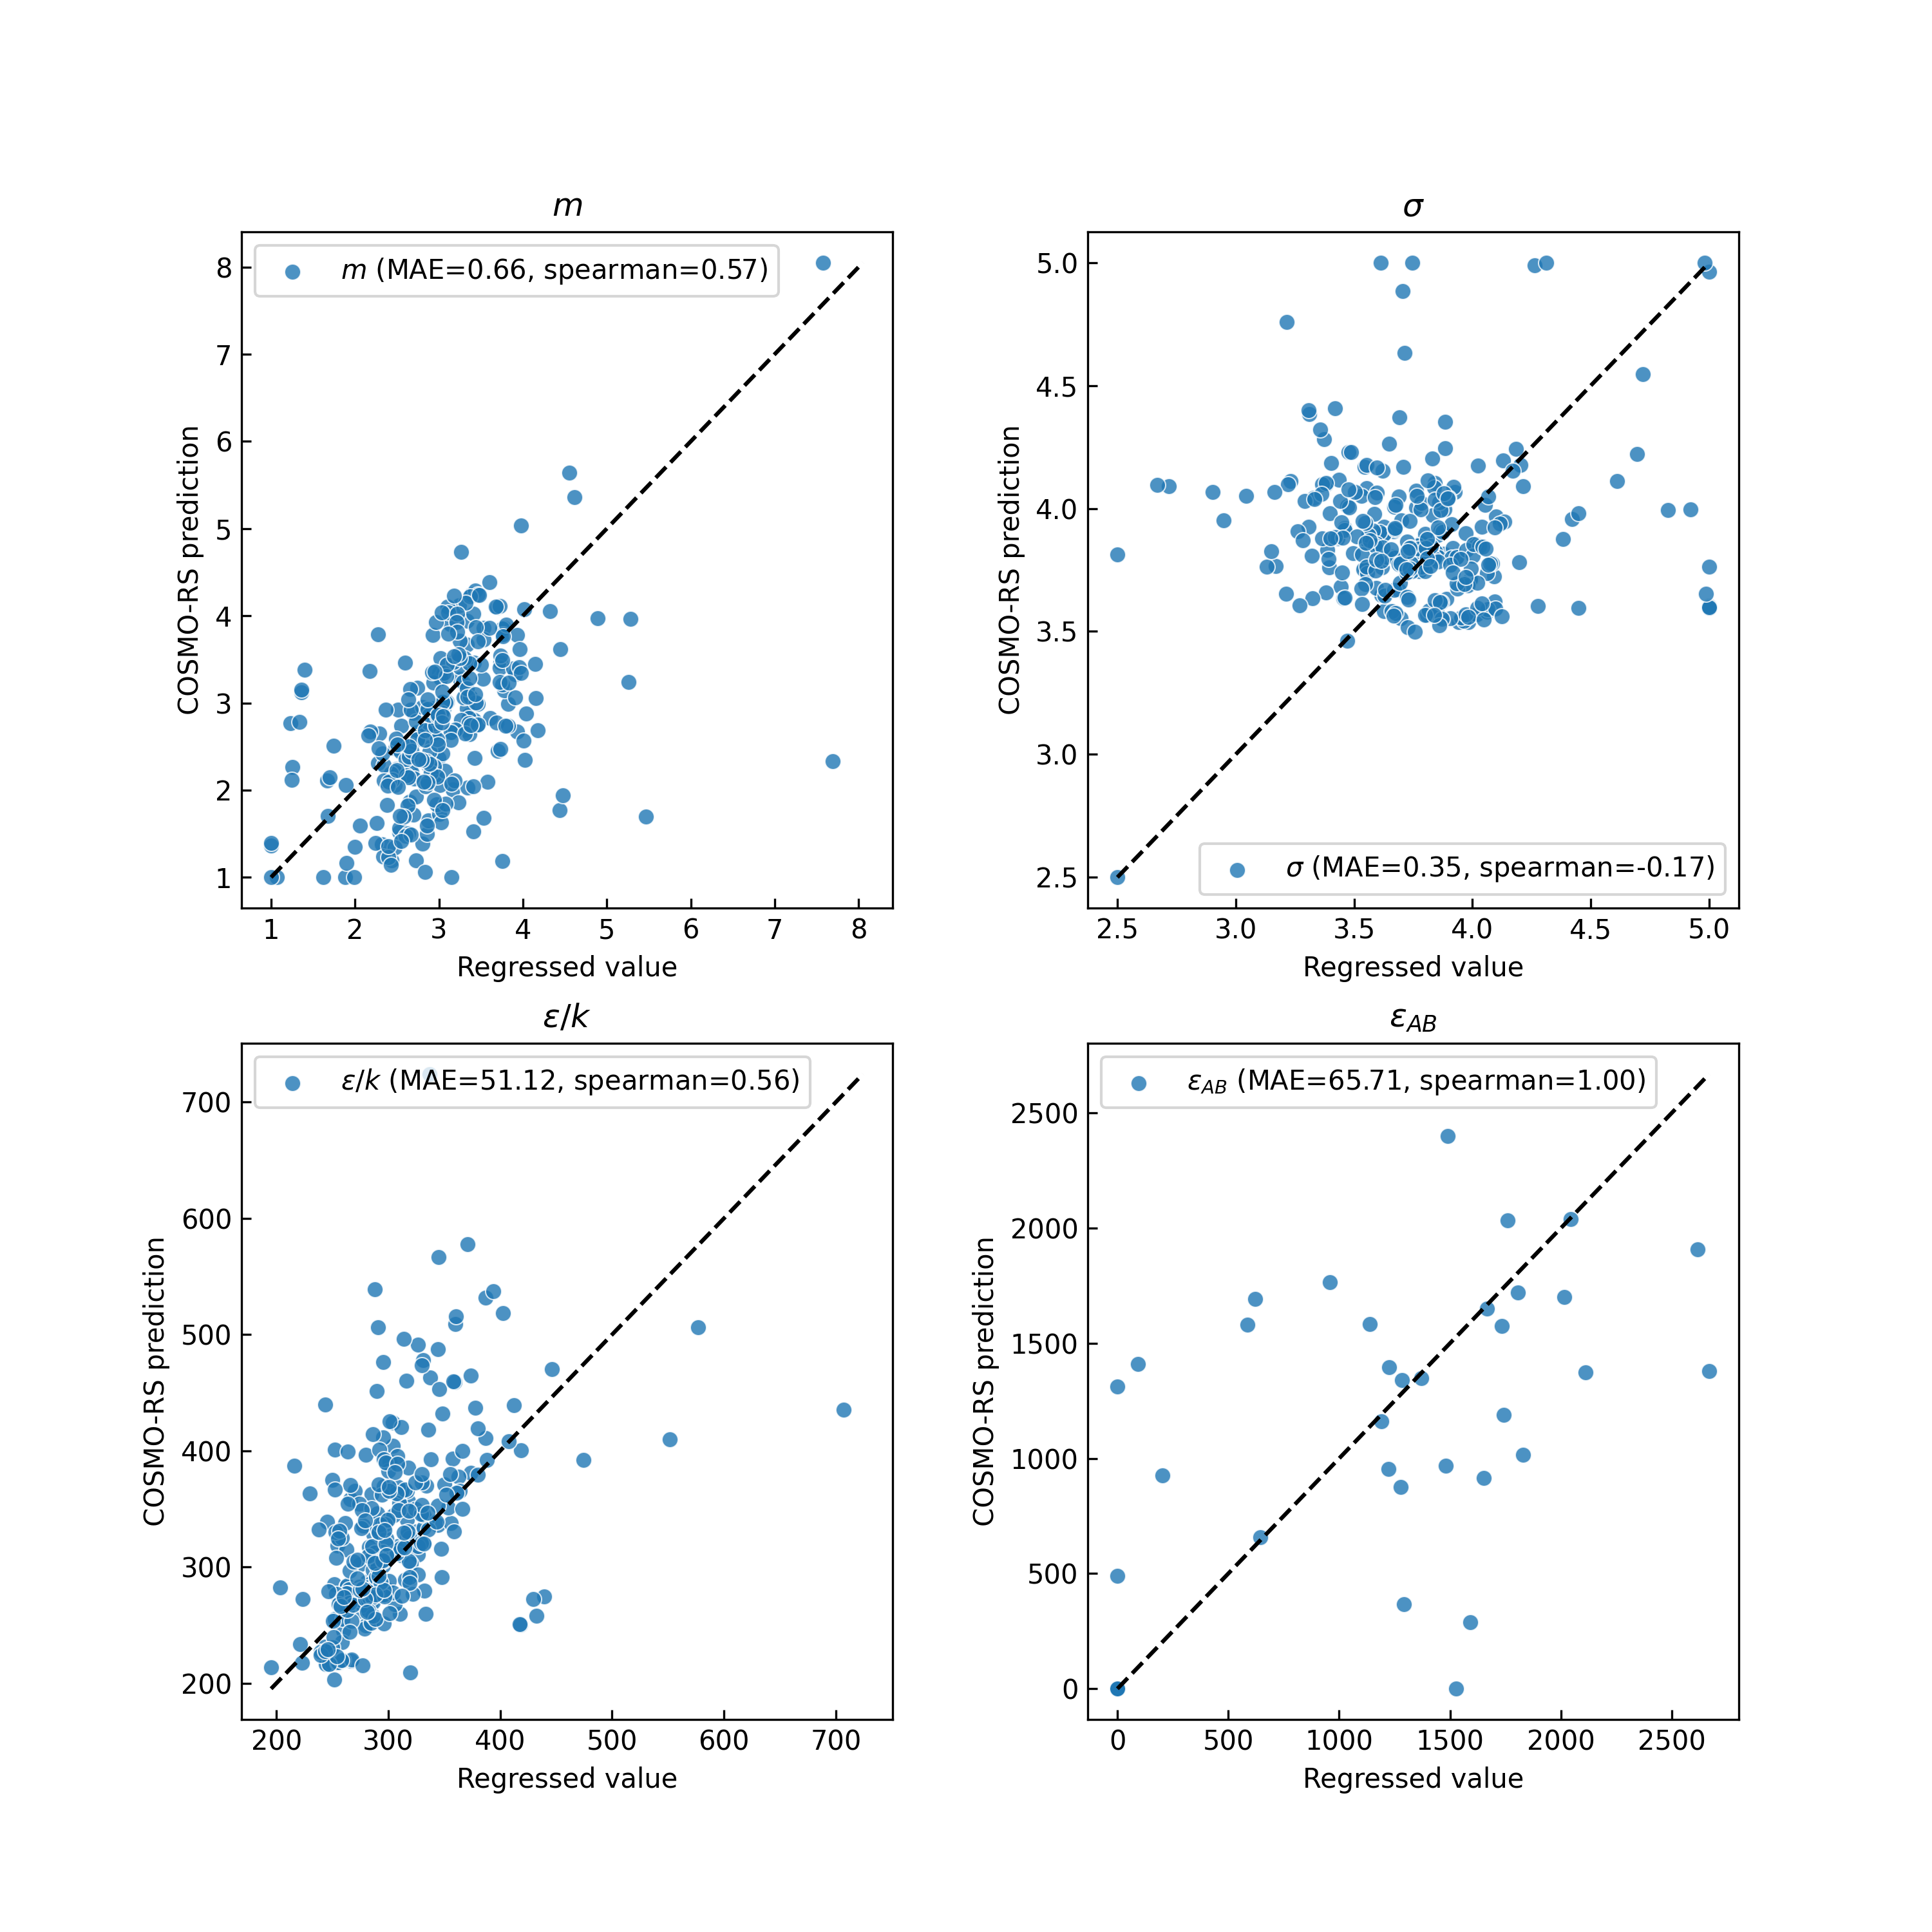 m
m (MAE=0.66, spearman=0.57)
8
7
6
5
4
3
2
1
COSMO-RS prediction
1 2 3 4 5 6 7 8
Regressed value
σ
5.0
4.5
4.0
3.5
3.0
2.5
COSMO-RS prediction
σ (MAE=0.35, spearman=-0.17)
2.5 3.0 3.5 4.0 4.5 5.0
Regressed value
ε/k
ε/k (MAE=51.12, spearman=0.56)
700
600
500
400
300
200
COSMO-RS prediction
200 300 400 500 600 700
Regressed value
ε_AB
ε_AB (MAE=65.71, spearman=1.00)
2500
2000
1500
1000
500
0
COSMO-RS prediction
0 500 1000 1500 2000 2500
Regressed value